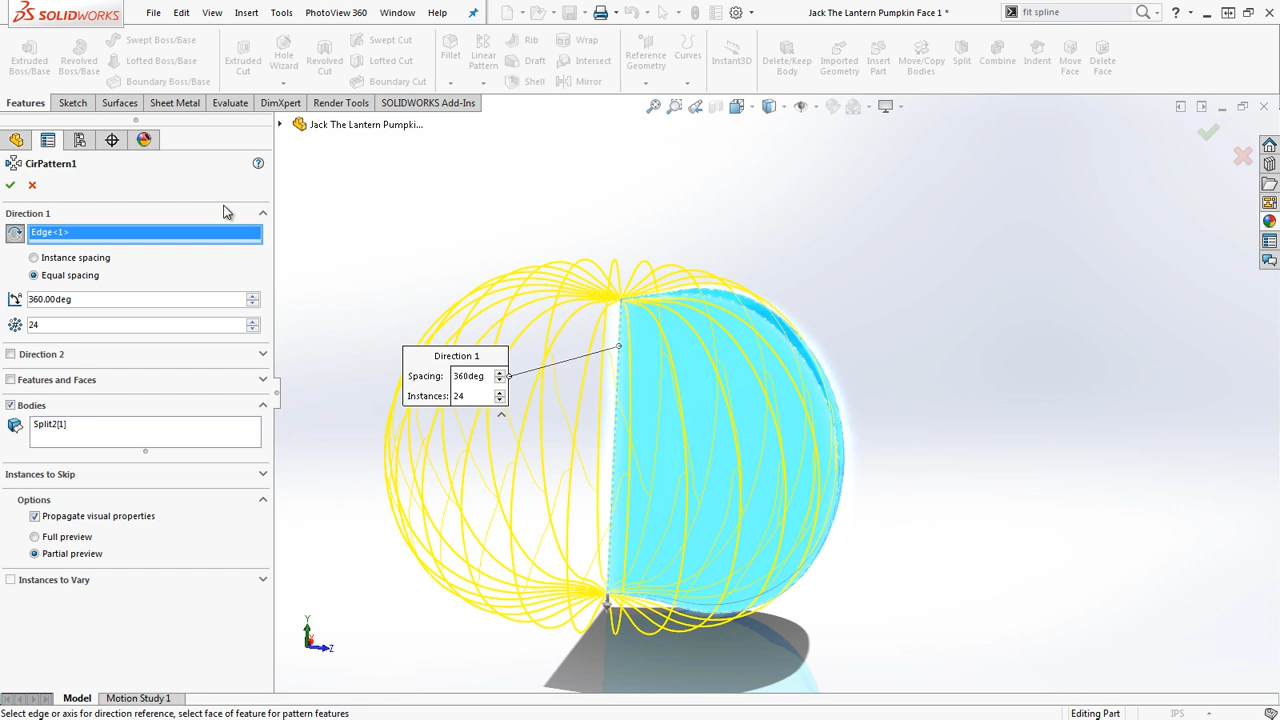 SOLIDWORKS
File Edit View Insert Tools PhotoView 360 Window Help
Jack The Lantern Pumpkin Face 1 *
fit spline
Extruded Boss/Base
Revolved Boss/Base
Swept Boss/Base
Lofted Boss/Base
Boundary Boss/Base
Extruded Cut
Hole Wizard
Revolved Cut
Swept Cut
Lofted Cut
Boundary Cut
Fillet
Linear Pattern
Rib
Draft
Shell
Wrap
Intersect
Mirror
Reference Geometry
Curves
Instant3D
Delete/Keep Body
Imported Geometry
Insert Part
Move/Copy Bodies
Split
Combine
Indent
Move Face
Delete Face
Features Sketch Surfaces Sheet Metal Evaluate DimXpert Render Tools SOLIDWORKS Add-Ins
Jack The Lantern Pumpki...
CirPattern1
Direction 1
Edge<1>
Instance spacing
Equal spacing
360.00deg
24
Direction 2
Features and Faces
Bodies
Split2[1]
Instances to Skip
Options
Propagate visual properties
Full preview
Partial preview
Instances to Vary
Direction 1
Spacing: 360deg
Instances: 24
Y
X
Z
Model Motion Study 1
Select edge or axis for direction reference, select face of feature for pattern features
Editing Part
IPS